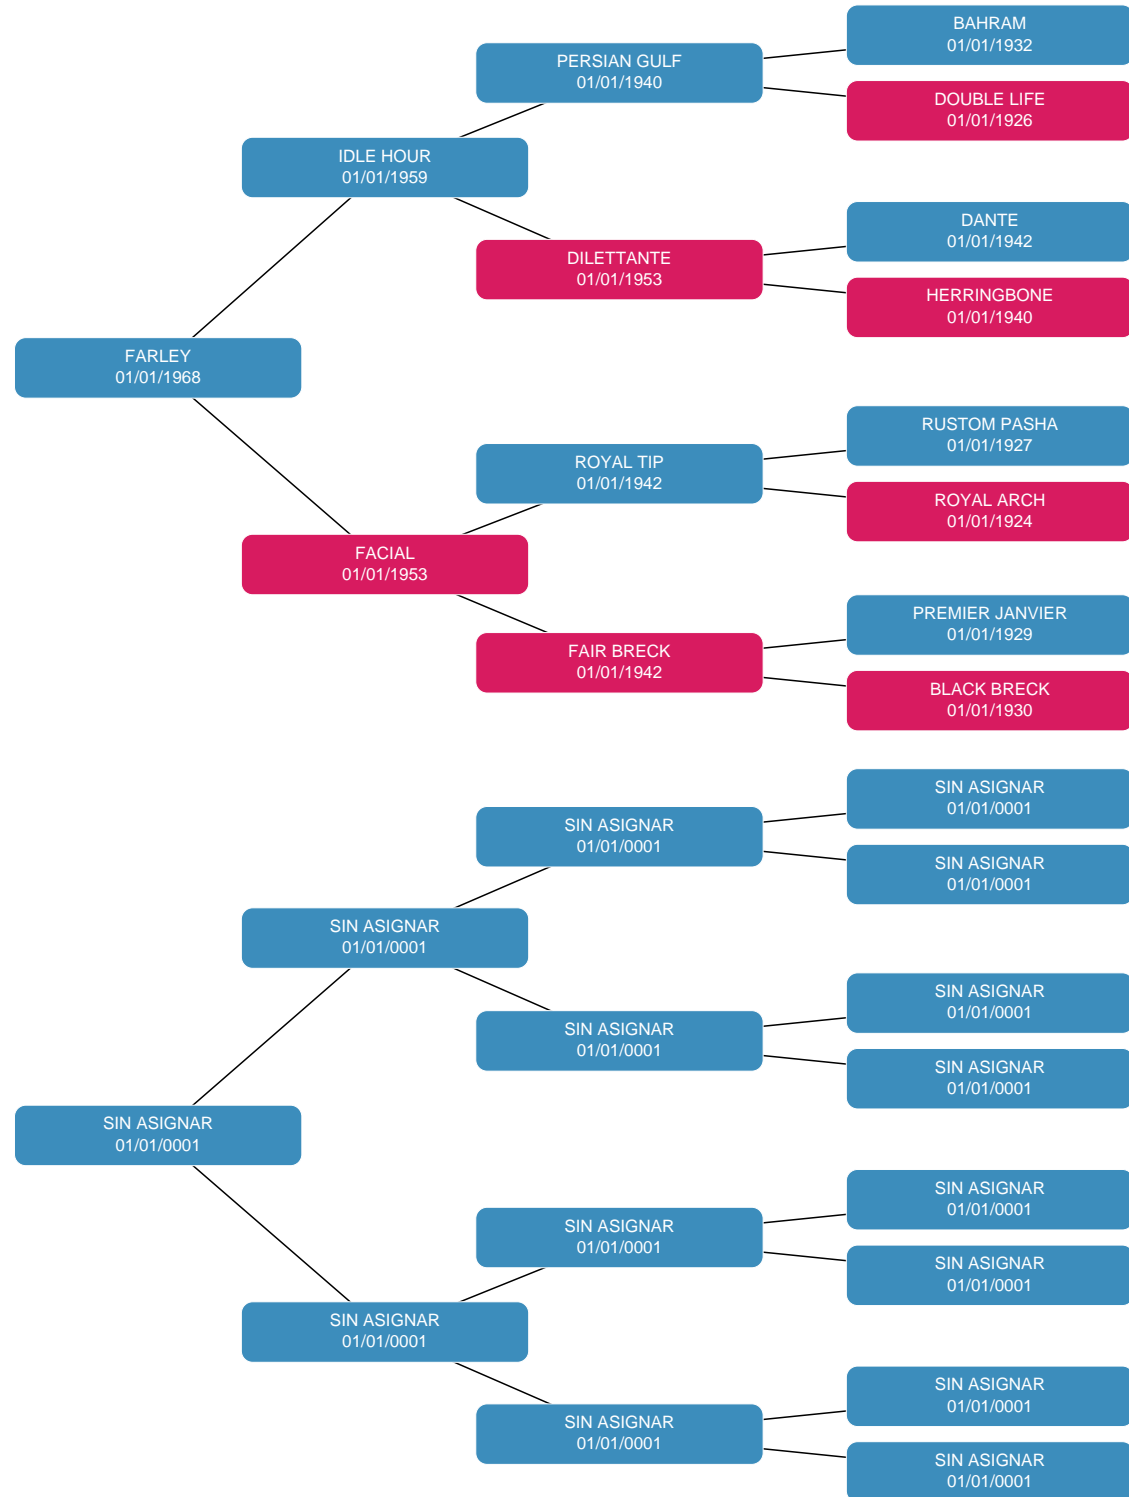 BAHRAM
01/01/1932
PERSIAN GULF
01/01/1940
DOUBLE LIFE
01/01/1926
IDLE HOUR
01/01/1959
DANTE
01/01/1942
DILETTANTE
01/01/1953
HERRINGBONE
01/01/1940
FARLEY
01/01/1968
RUSTOM PASHA
01/01/1927
ROYAL TIP
01/01/1942
ROYAL ARCH
01/01/1924
FACIAL
01/01/1953
PREMIER JANVIER
01/01/1929
FAIR BRECK
01/01/1942
BLACK BRECK
01/01/1930
SIN ASIGNAR
01/01/0001
SIN ASIGNAR
01/01/0001
SIN ASIGNAR
01/01/0001
SIN ASIGNAR
01/01/0001
SIN ASIGNAR
01/01/0001
SIN ASIGNAR
01/01/0001
SIN ASIGNAR
01/01/0001
SIN ASIGNAR
01/01/0001
SIN ASIGNAR
01/01/0001
SIN ASIGNAR
01/01/0001
SIN ASIGNAR
01/01/0001
SIN ASIGNAR
01/01/0001
SIN ASIGNAR
01/01/0001
SIN ASIGNAR
01/01/0001
SIN ASIGNAR
01/01/0001